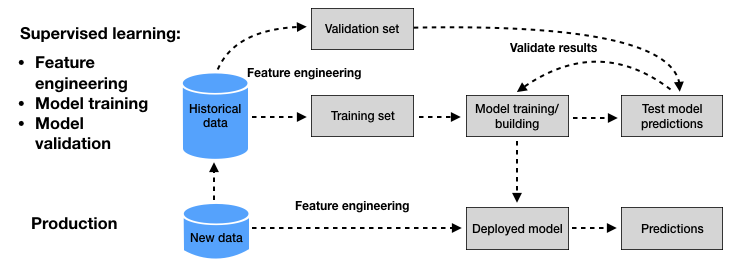 Supervised learning:
• Feature
engineering
• Model training
• Model
validation
Validation set
Validate results
Feature engineering
Historical
data
Training set
Model training/
building
Test model
predictions
Production
New data
Feature engineering
Deployed model
Predictions